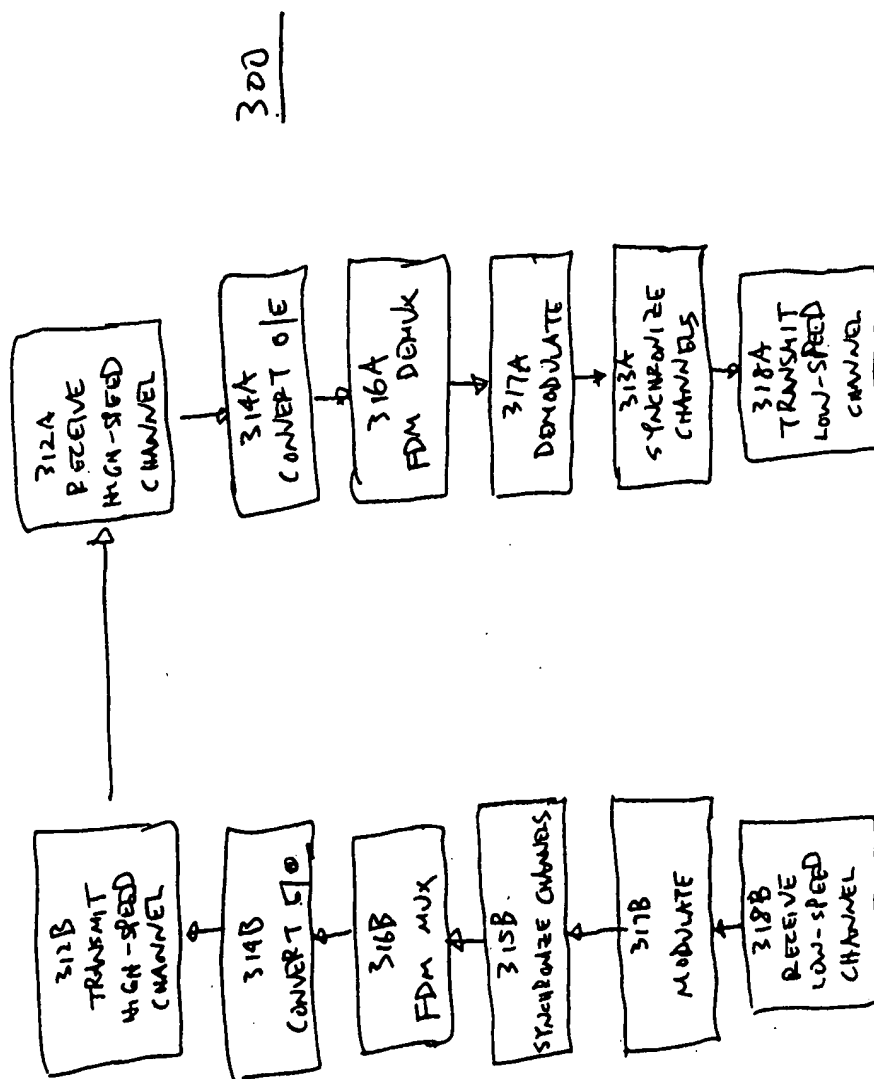 318B
RECEIVE
LOW-SPEED
CHANNEL
317B
MODULATE
315B
SYNCHRONIZE CHANNELS
316B
FDM MUX
314B
CONVERT E/O
312B
TRANSMIT
HIGH-SPEED
CHANNEL
312A
RECEIVE
HIGH-SPEED
CHANNEL
314A
CONVERT O/E
316A
FDM DEMUX
317A
DEMODULATE
313A
SYNCHRONIZE
CHANNELS
318A
TRANSMIT
LOW-SPEED
CHANNEL
300